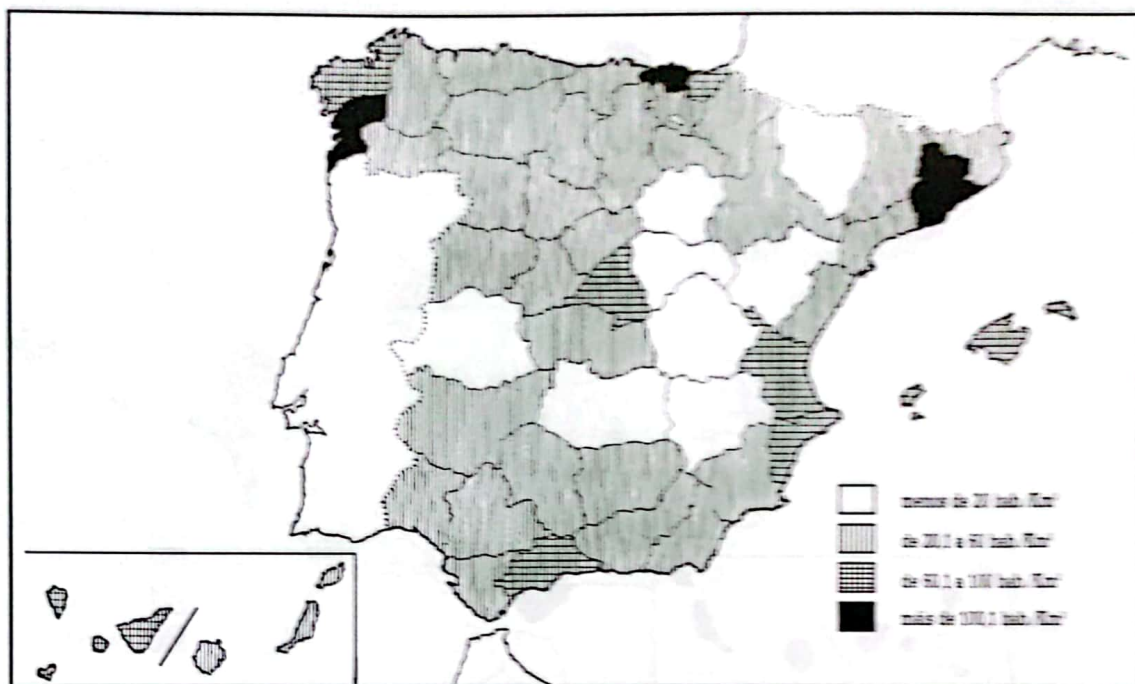 menos de 20 hab./Km²
de 20,1 a 60 hab./Km²
de 60,1 a 100 hab./Km²
máis de 100,1 hab./Km²